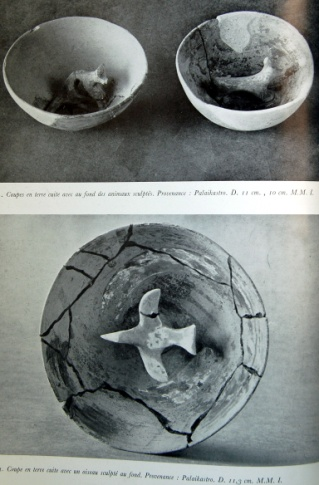 . Coupes en terre cuite avec au fond des animaux sculptés. Provenance : Palaikastro. D. 11 cm. , 10 cm. M.M. I.
. Coupe en terre cuite avec un oiseau sculpté au fond. Provenance : Palaikastro. D. 11,3 cm. M.M. I.